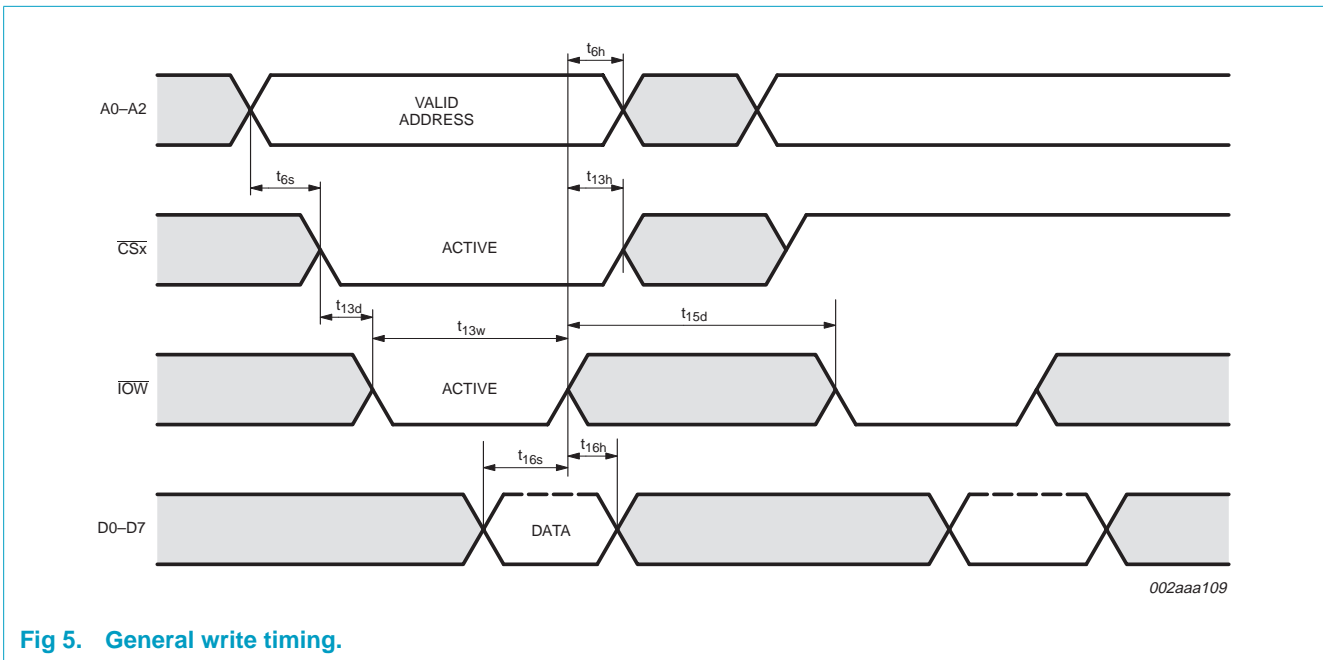 t6h
A0–A2
VALID
ADDRESS
t6s
t13h
CSx
ACTIVE
t13d
t13w
t15d
IOW
ACTIVE
t16s
t16h
D0–D7
DATA
002aaa109
Fig 5. General write timing.